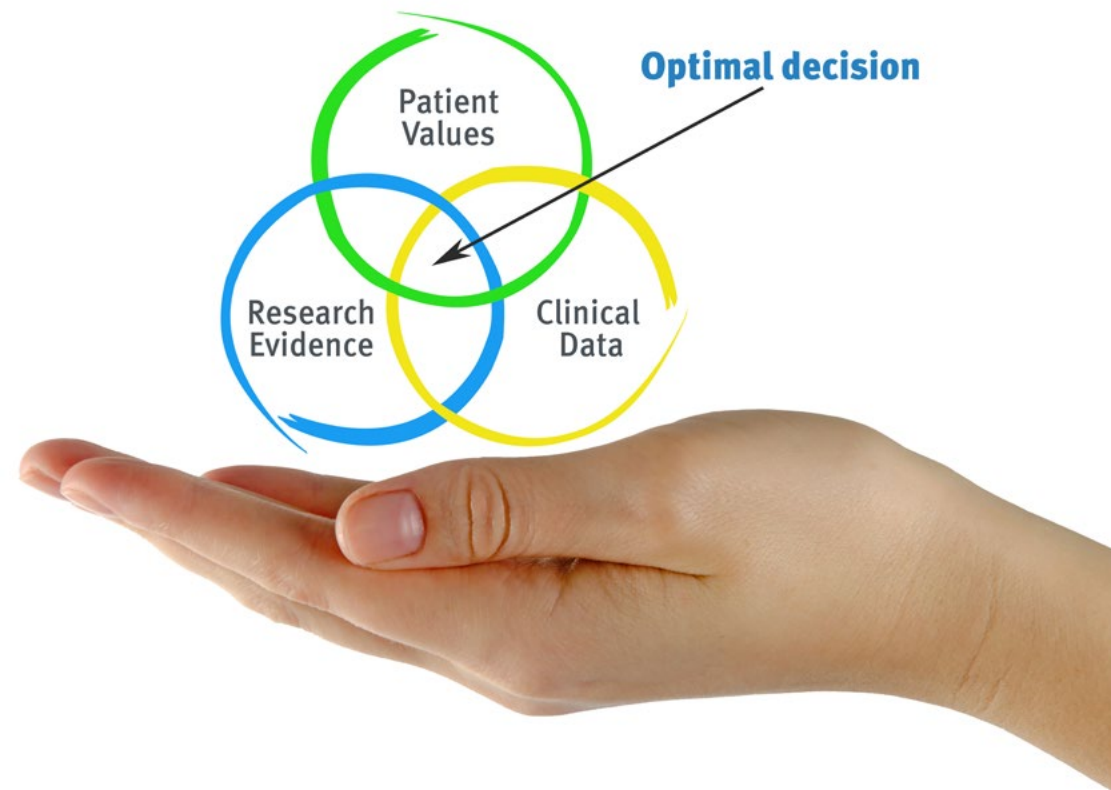 Optimal decision
Patient
Values
Research
Evidence
Clinical
Data